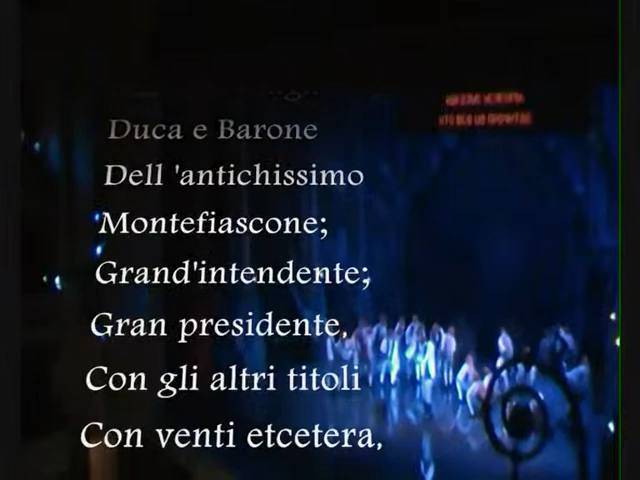 Duca e Barone
Dell 'antichissimo
Montefiascone;
Grand'intendente;
Gran presidente,
Con gli altri titoli
Con venti etcetera,